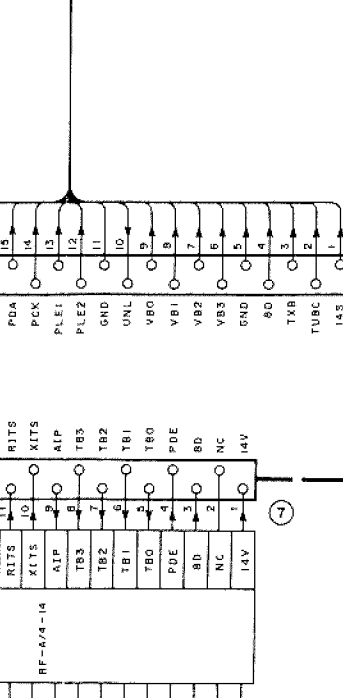 15 14 13 12 11 10 9 8 7 6 5 4 3 2 1
PDA
PCK
PLE1
PLE2
GND
UNL
VB0
VB1
VB2
VB3
GND
8D
TXB
TUBC
14S
RITS
XITS
AIP
TB3
TB2
TB1
TB0
PDE
8D
NC
14V
11 10 9 8 7 6 5 4 3 2 1
7
RITS
XITS
AIP
TB3
TB2
TB1
TB0
PDE
8D
NC
14V
RF-A/4-14